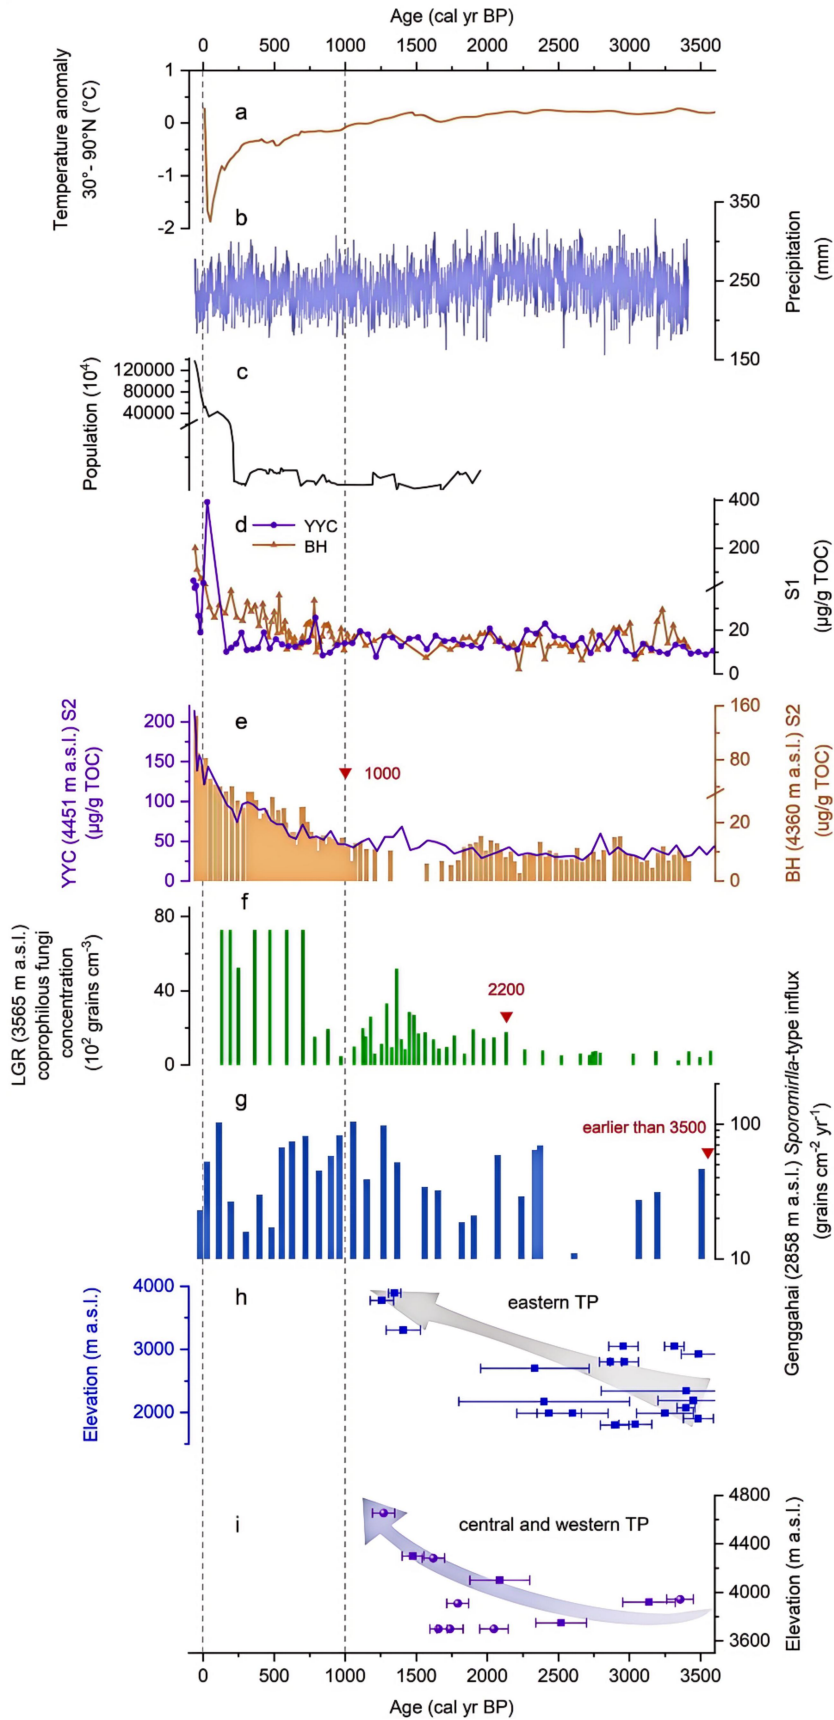 Age (cal yr BP)
0 500 1000 1500 2000 2500 3000 3500
Temperature anomaly
30°- 90°N (°C)
1
0
-1
-2
a
b
350
250
150
Precipitation
(mm)
Population (10⁴)
120000
80000
40000
c
d
YYC
BH
400
200
20
0
S1
(μg/g TOC)
YYC (4451 m a.s.l.) S2
(μg/g TOC)
200
150
100
50
0
e
1000
160
80
20
0
BH (4360 m a.s.l.) S2
(μg/g TOC)
LGR (3565 m a.s.l.)
coprophilous fungi
concentration
(10² grains cm⁻³)
80
40
0
f
2200
g
earlier than 3500
100
10
Genggahai (2858 m a.s.l.) Sporomirlla-type influx
(grains cm⁻² yr⁻¹)
Elevation (m a.s.l.)
4000
3000
2000
h
eastern TP
i
central and western TP
4800
4400
4000
3600
Elevation (m a.s.l.)
0 500 1000 1500 2000 2500 3000 3500
Age (cal yr BP)